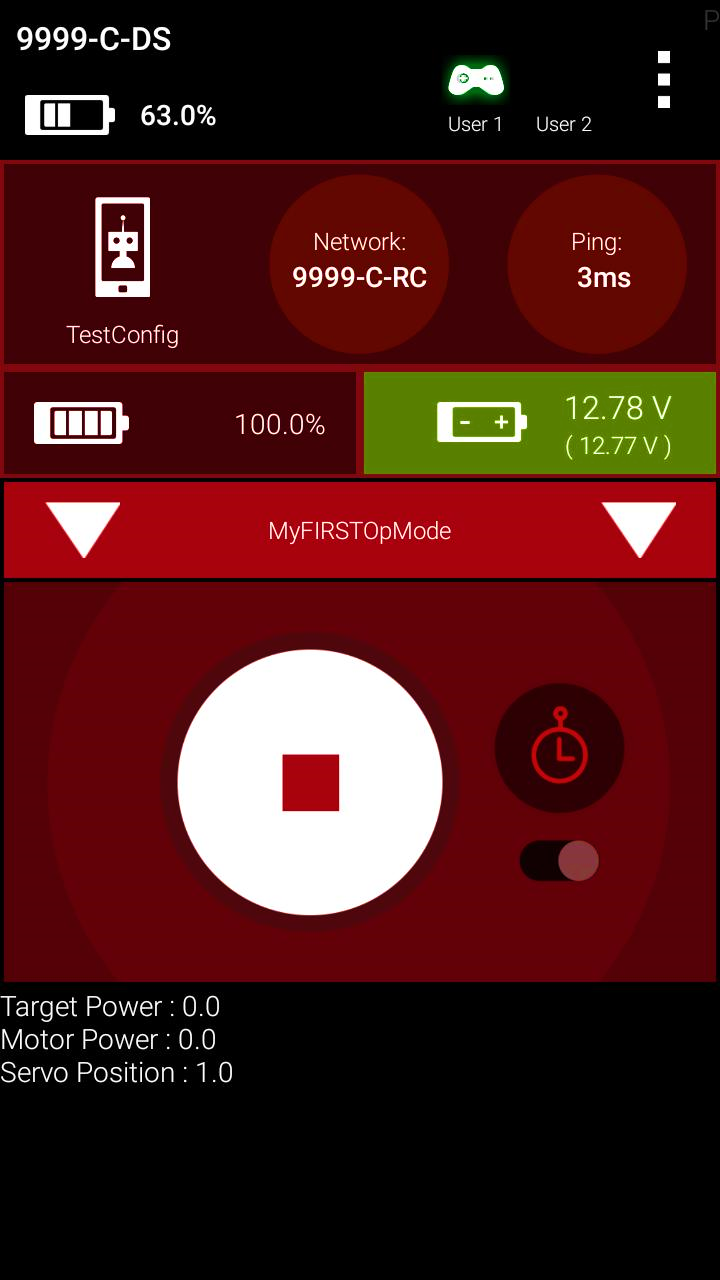 9999-C-DS
P
63.0%
User 1 User 2
Network:
9999-C-RC
Ping:
3ms
TestConfig
100.0%
12.78 V
( 12.77 V )
MyFIRSTOpMode
Target Power : 0.0
Motor Power : 0.0
Servo Position : 1.0